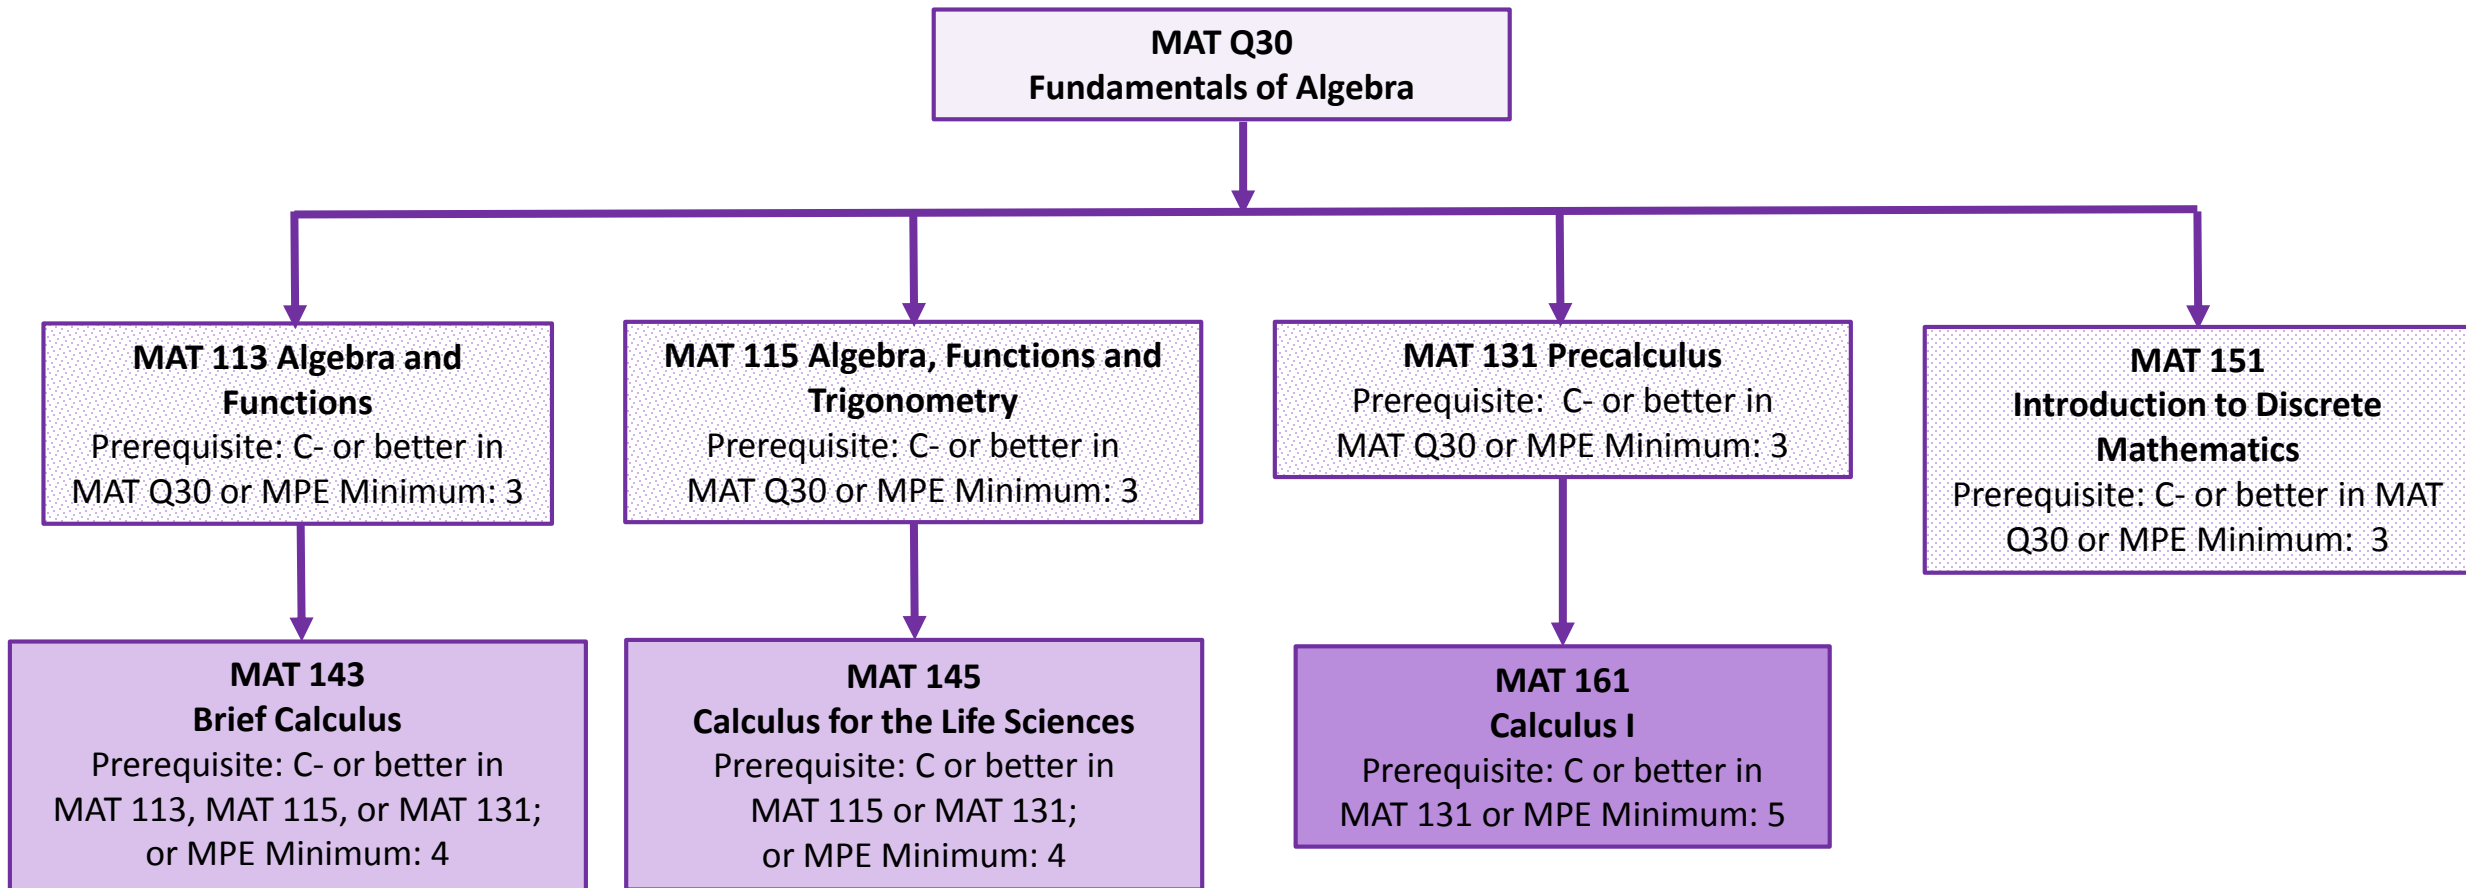 MAT Q30
Fundamentals of Algebra
MAT 113 Algebra and
Functions
Prerequisite: C- or better in
MAT Q30 or MPE Minimum: 3
MAT 115 Algebra, Functions and
Trigonometry
Prerequisite: C- or better in
MAT Q30 or MPE Minimum: 3
MAT 131 Precalculus
Prerequisite:  C- or better in
MAT Q30 or MPE Minimum: 3
MAT 151
Introduction to Discrete
Mathematics
Prerequisite: C- or better in MAT
Q30 or MPE Minimum:  3
MAT 143
Brief Calculus
Prerequisite: C- or better in
MAT 113, MAT 115, or MAT 131;
or MPE Minimum: 4
MAT 145
Calculus for the Life Sciences
Prerequisite: C or better in
MAT 115 or MAT 131;
or MPE Minimum: 4
MAT 161
Calculus I
Prerequisite: C or better in
MAT 131 or MPE Minimum: 5